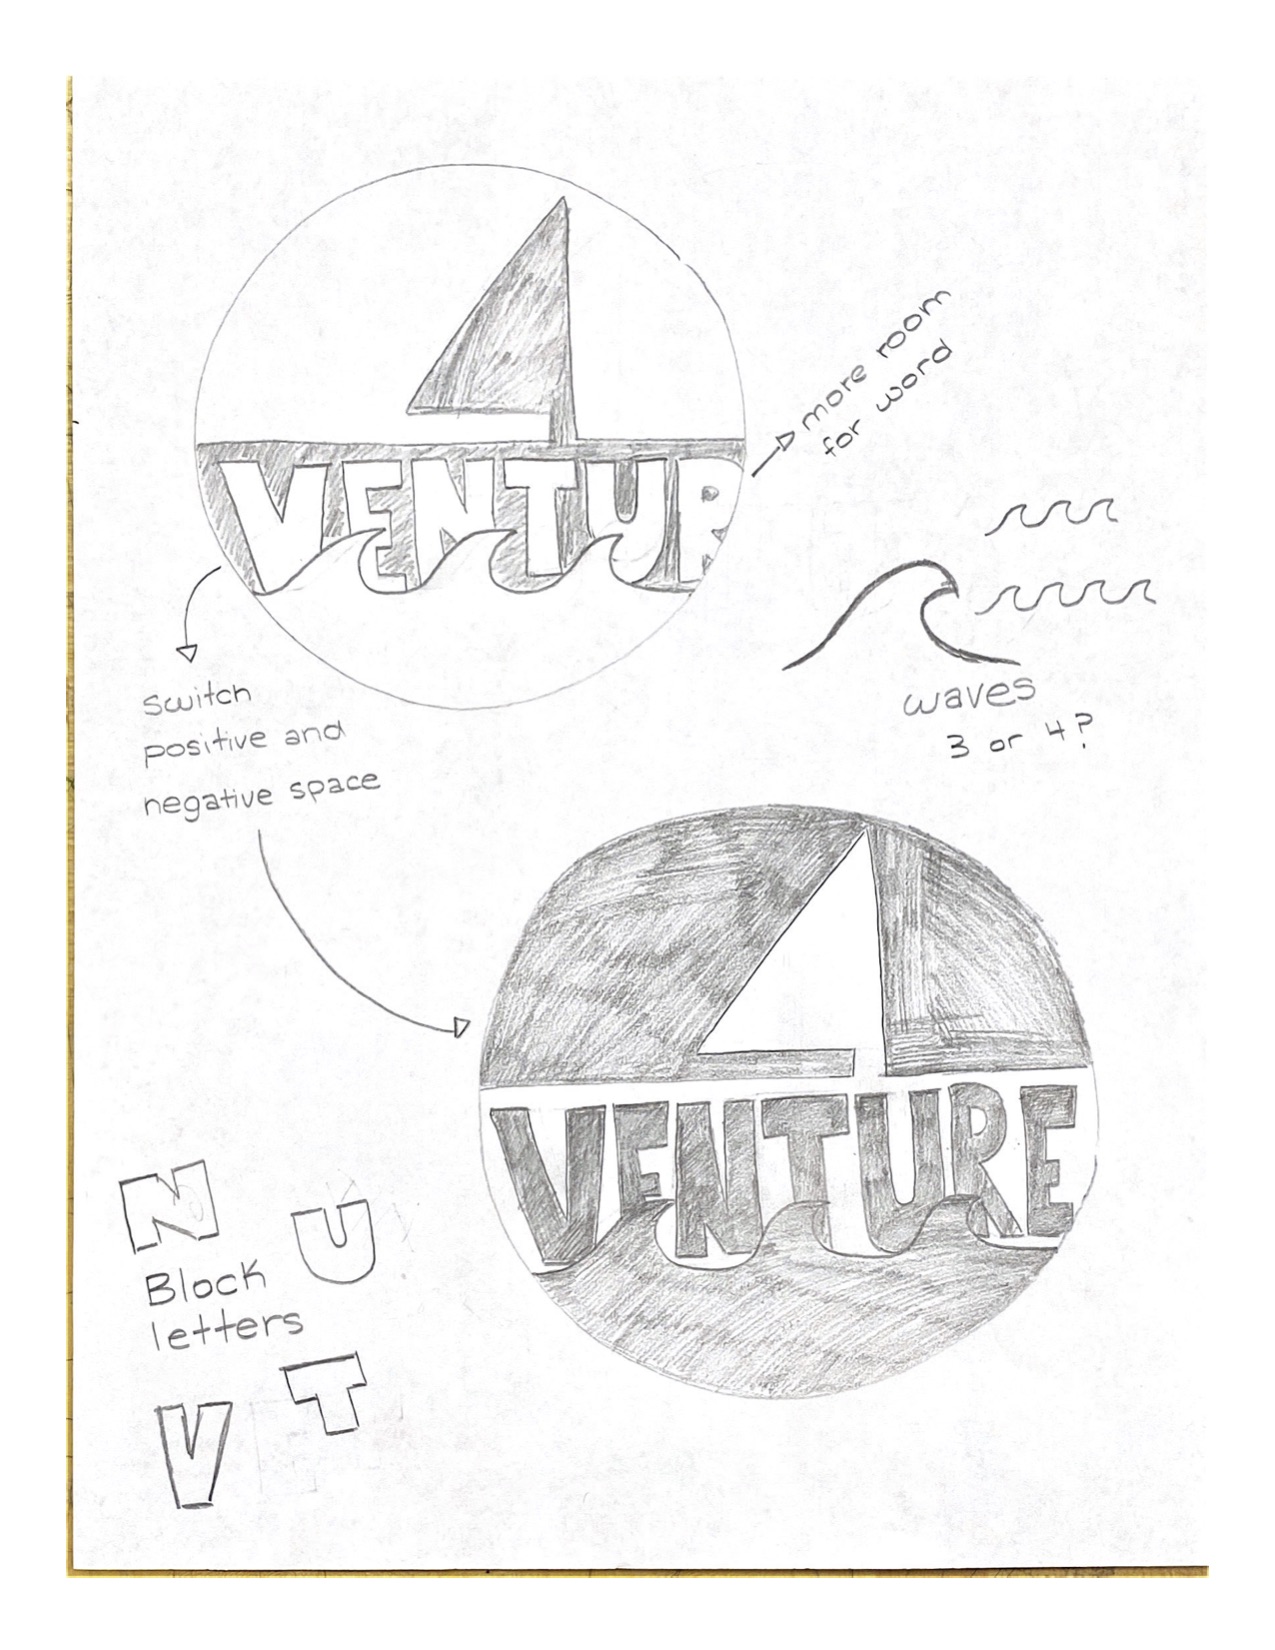 VENTUR
more room
for word
switch
positive and
negative space
waves
3 or 4?
VENTURE
N
U
Block
letters
T
V